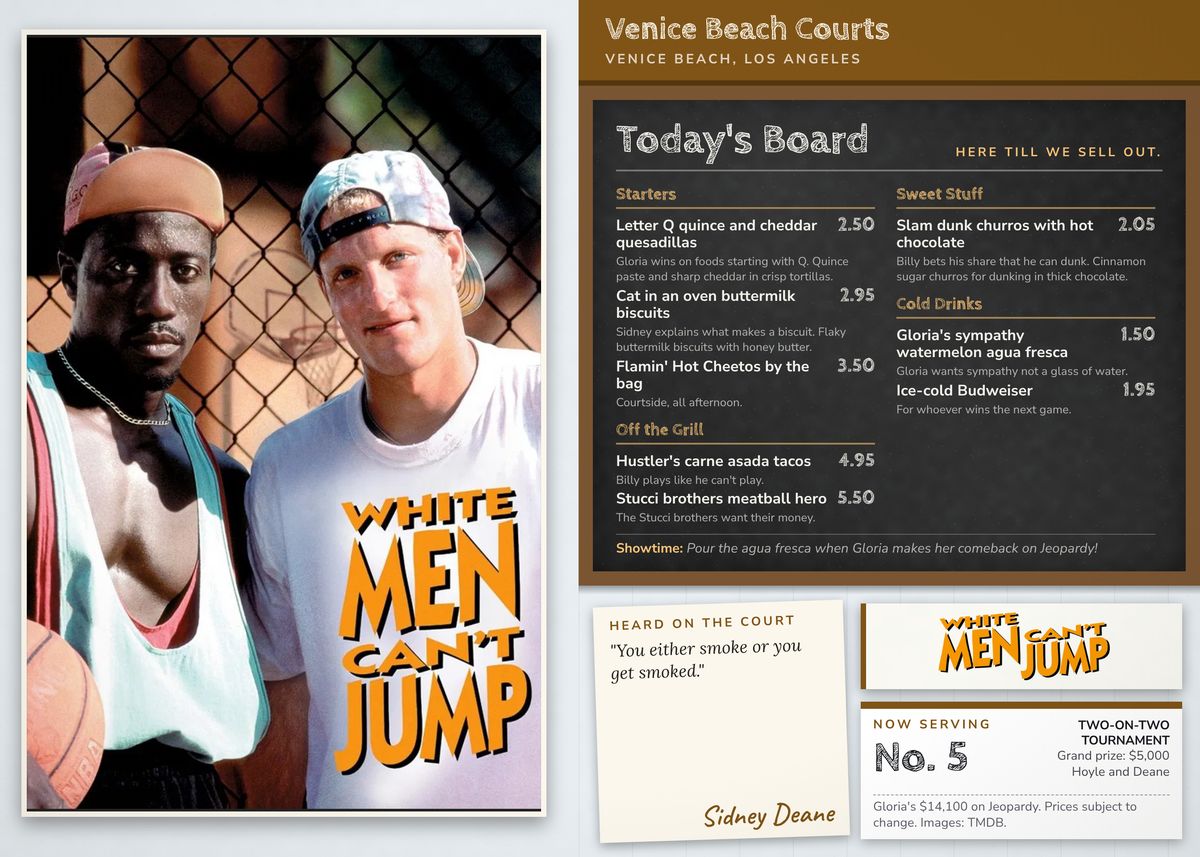 WHITE
MEN
CAN'T
JUMP
NBA
Venice Beach Courts
VENICE BEACH, LOS ANGELES
Today's Board
HERE TILL WE SELL OUT.
Starters
Letter Q quince and cheddar 2.50
quesadillas
Gloria wins on foods starting with Q. Quince
paste and sharp cheddar in crisp tortillas.
Cat in an oven buttermilk 2.95
biscuits
Sidney explains what makes a biscuit. Flaky
buttermilk biscuits with honey butter.
Flamin' Hot Cheetos by the 3.50
bag
Courtside, all afternoon.
Off the Grill
Hustler's carne asada tacos 4.95
Billy plays like he can't play.
Stucci brothers meatball hero 5.50
The Stucci brothers want their money.
Sweet Stuff
Slam dunk churros with hot 2.05
chocolate
Billy bets his share that he can dunk. Cinnamon
sugar churros for dunking in thick chocolate.
Cold Drinks
Gloria's sympathy 1.50
watermelon agua fresca
Gloria wants sympathy not a glass of water.
Ice-cold Budweiser 1.95
For whoever wins the next game.
Showtime: Pour the agua fresca when Gloria makes her comeback on Jeopardy!
HEARD ON THE COURT
"You either smoke or you
get smoked."
Sidney Deane
WHITE
MEN CAN'T
JUMP
NOW SERVING
No. 5
TWO-ON-TWO
TOURNAMENT
Grand prize: $5,000
Hoyle and Deane
Gloria's $14,100 on Jeopardy. Prices subject to
change. Images: TMDB.